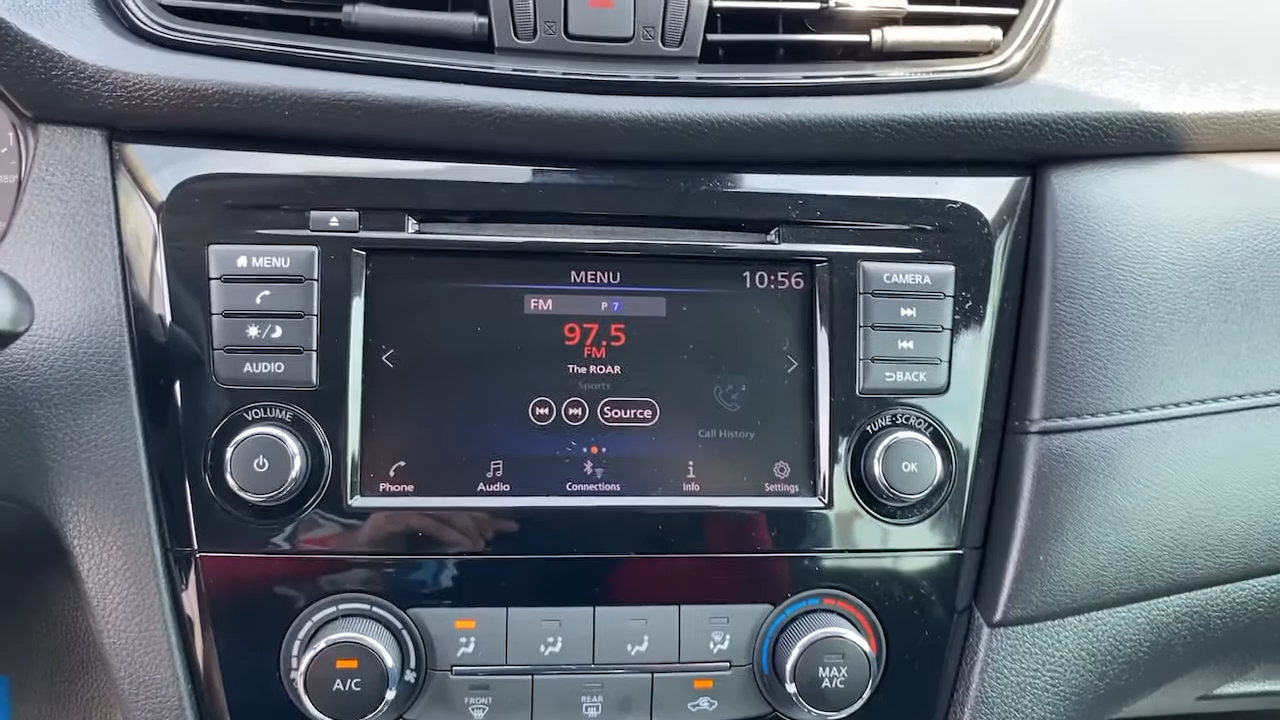 MENU
AUDIO
VOLUME
MENU
10:56
FM P 7
97.5
FM
The ROAR
Sports
Source
Call History
Phone
Audio
Connections
Info
Settings
CAMERA
BACK
TUNE·SCROLL
OK
A/C
FRONT
REAR
MAX
A/C